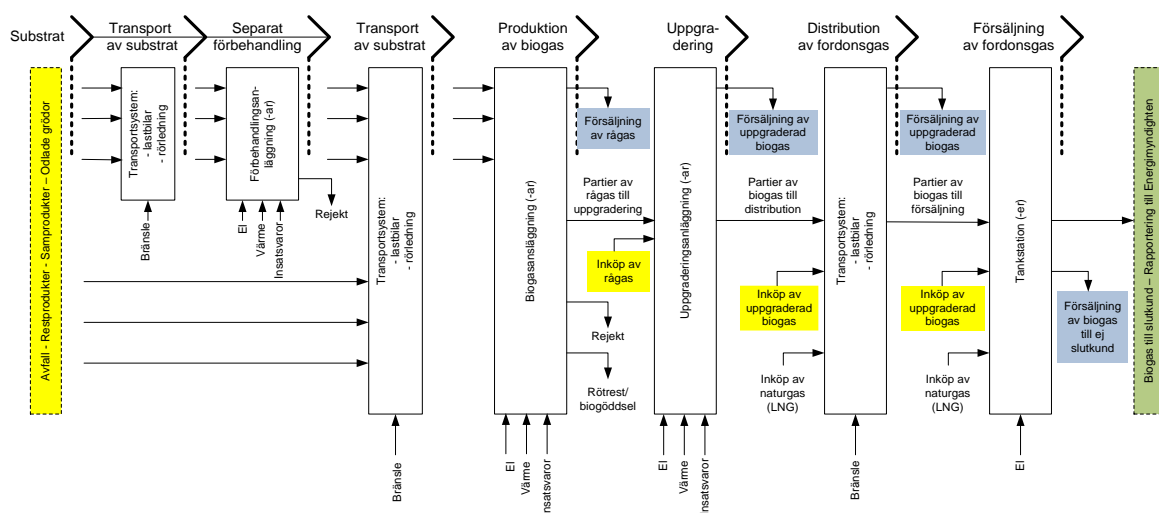 Substrat
Transport
av substrat
Separat
förbehandling
Transport
av substrat
Produktion
av biogas
Uppgra-
dering
Distribution
av fordonsgas
Försäljning
av fordonsgas
Avfall - Restprodukter - Samprodukter – Odlade grödor
Transportsystem:
- lastbilar
- rörledning
Bränsle
Förbehandlingsan-
läggning (-ar)
El
Värme
Insatsvaror
Rejekt
Transportsystem:
- lastbilar
- rörledning
Bränsle
Biogasansläggning (-ar)
El
Värme
nsatsvaror
Försäljning
av rågas
Partier av
rågas till
uppgradering
Inköp av
rågas
Rejekt
Rötrest/
biogöddsel
Uppgraderingsanläggning (-ar)
El
Värme
nsatsvaror
Försäljning av
uppgraderad
biogas
Partier av
biogas till
distribution
Inköp av
uppgraderad
biogas
Inköp av
naturgas
(LNG)
Transportsystem:
- lastbilar
- rörledning
Bränsle
Försäljning av
uppgraderad
biogas
Partier av
biogas till
försäljning
Inköp av
uppgraderad
biogas
Inköp av
naturgas
(LNG)
Tankstation (-er)
El
Försäljning
av biogas
till ej
slutkund
Biogas till slutkund – Rapportering till Energimyndighten